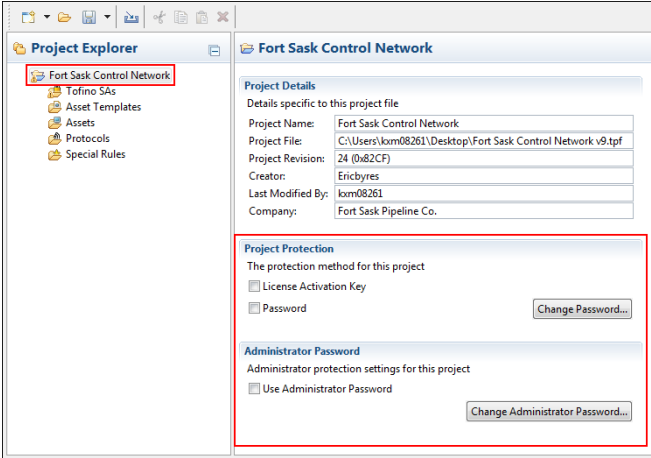 Project Explorer
Fort Sask Control Network
Tofino SAs
Asset Templates
Assets
Protocols
Special Rules
Fort Sask Control Network
Project Details
Details specific to this project file
Project Name: Fort Sask Control Network
Project File: C:\Users\kxm08261\Desktop\Fort Sask Control Network v9.tpf
Project Revision: 24 (0x82CF)
Creator: Ericbyres
Last Modified By: kxm08261
Company: Fort Sask Pipeline Co.
Project Protection
The protection method for this project
License Activation Key
Password Change Password...
Administrator Password
Administrator protection settings for this project
Use Administrator Password
Change Administrator Password...